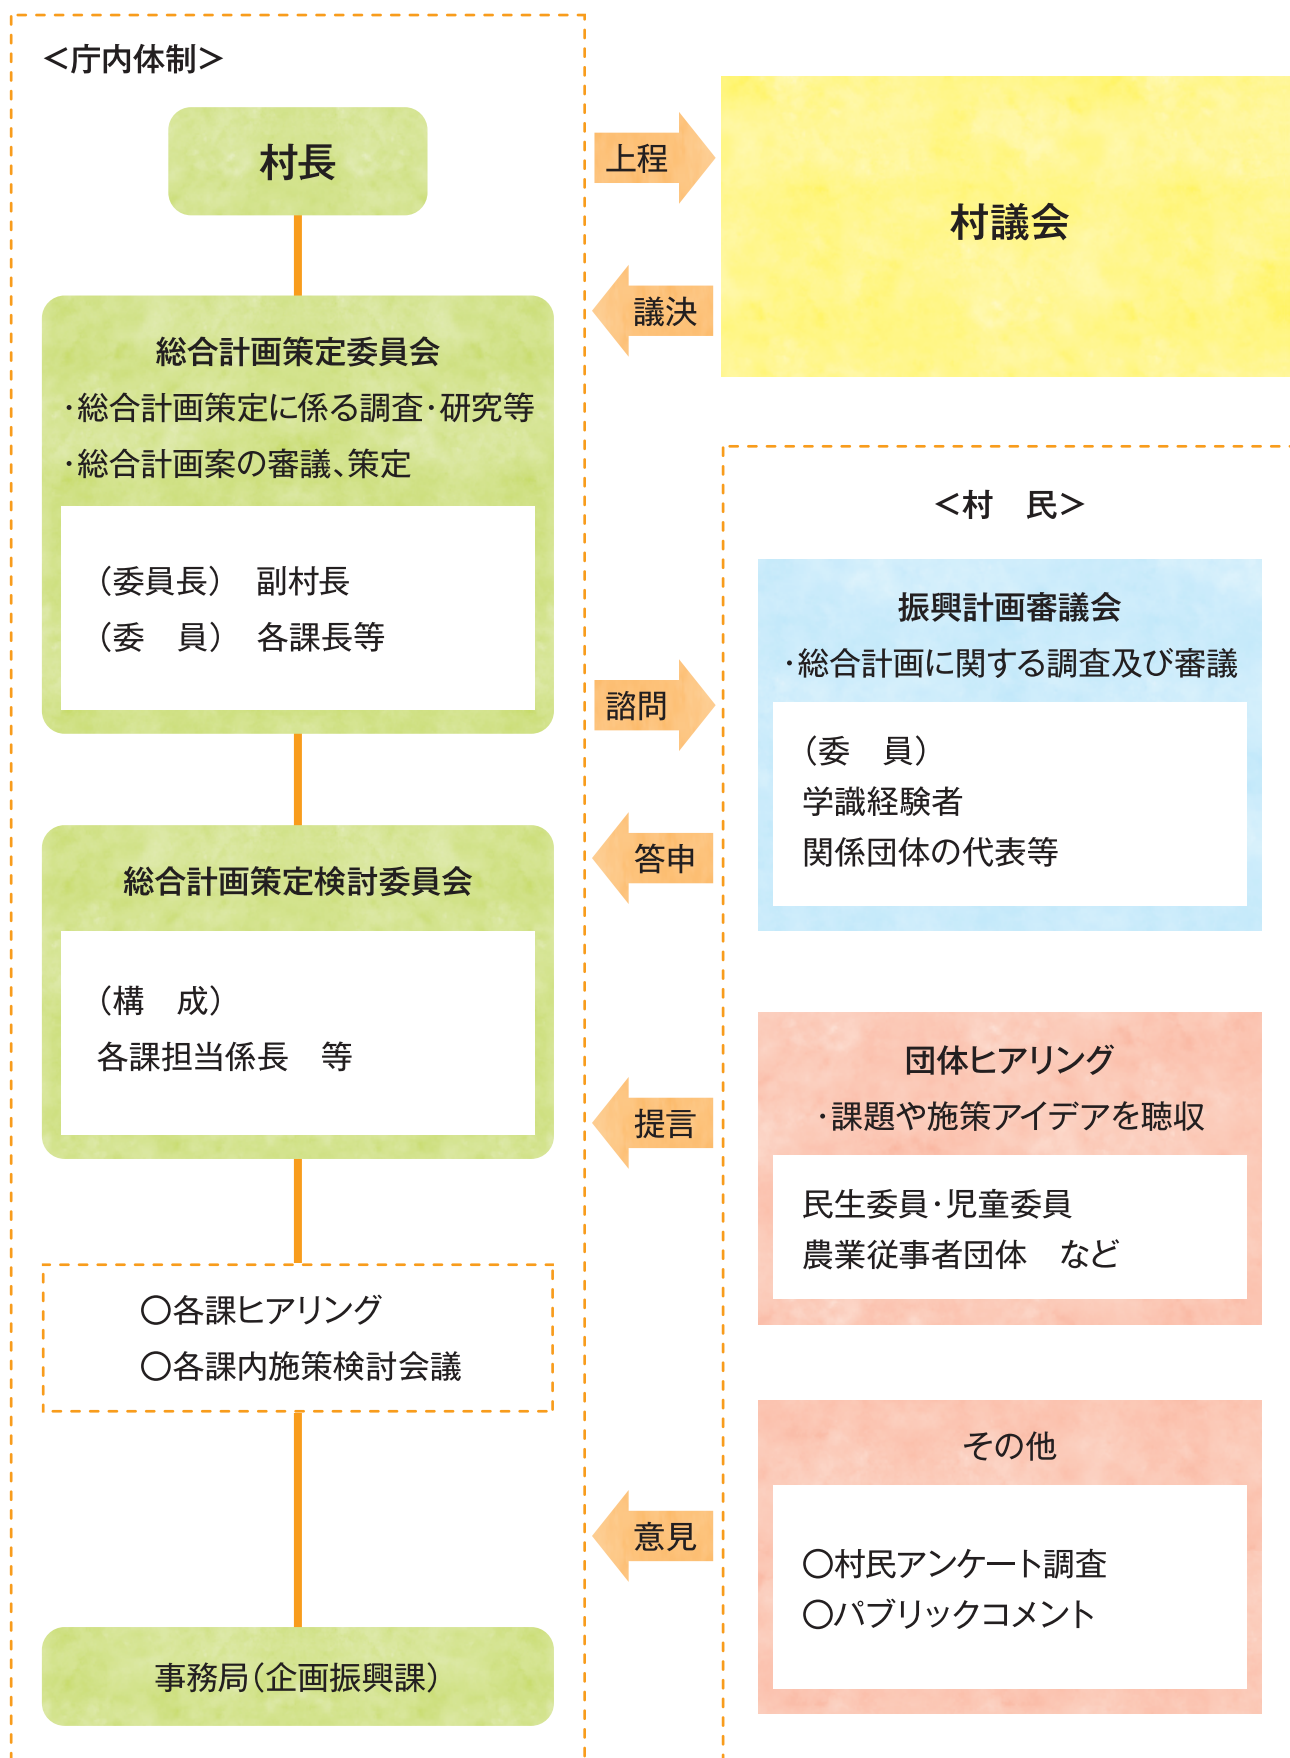 ＜庁内体制＞
村長
総合計画策定委員会
・総合計画策定に係る調査・研究等
・総合計画案の審議、策定
（委員長）　副村長
（委　員）　各課長等
総合計画策定検討委員会
（構　成）
各課担当係長　等
〇各課ヒアリング
〇各課内施策検討会議
事務局（企画振興課）
上程
議決
諮問
答申
提言
意見
村議会
＜村　民＞
振興計画審議会
・総合計画に関する調査及び審議
（委　員）
学識経験者
関係団体の代表等
団体ヒアリング
・課題や施策アイデアを聴収
民生委員・児童委員
農業従事者団体　など
その他
〇村民アンケート調査
〇パブリックコメント